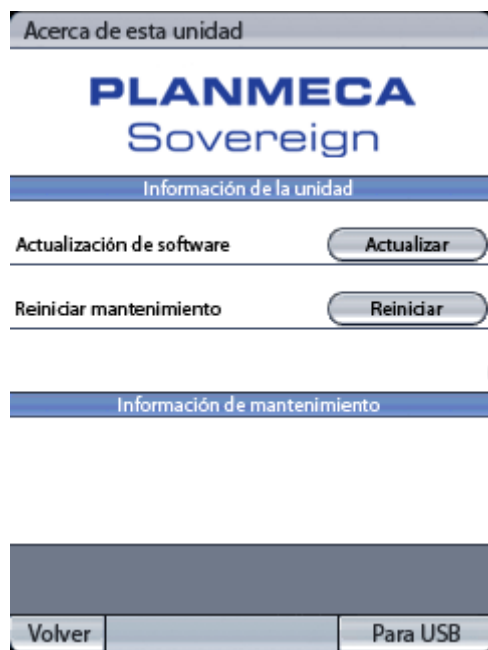 Acerca de esta unidad
PLANMECA
Sovereign
Información de la unidad
Actualización de software Actualizar
Reiniciar mantenimiento Reiniciar
Información de mantenimiento
Volver Para USB